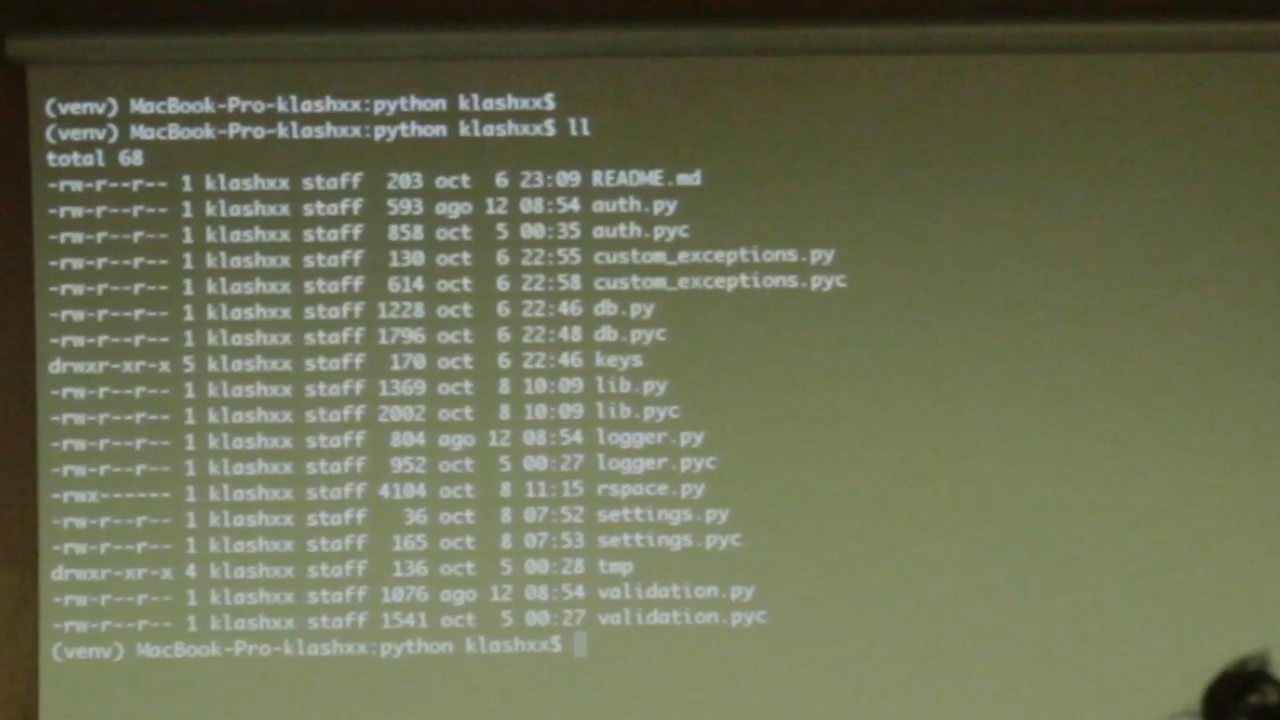 (venv) MacBook-Pro-klashxx:python klashxx$
(venv) MacBook-Pro-klashxx:python klashxx$ ll
total 68
-rw-r--r-- 1 klashxx staff  203 oct  6 23:09 README.md
-rw-r--r-- 1 klashxx staff  593 ago 12 08:54 auth.py
-rw-r--r-- 1 klashxx staff  858 oct  5 00:35 auth.pyc
-rw-r--r-- 1 klashxx staff  130 oct  6 22:55 custom_exceptions.py
-rw-r--r-- 1 klashxx staff  614 oct  6 22:58 custom_exceptions.pyc
-rw-r--r-- 1 klashxx staff 1228 oct  6 22:46 db.py
-rw-r--r-- 1 klashxx staff 1796 oct  6 22:48 db.pyc
drwxr-xr-x 5 klashxx staff  170 oct  6 22:46 keys
-rw-r--r-- 1 klashxx staff 1369 oct  8 10:09 lib.py
-rw-r--r-- 1 klashxx staff 2002 oct  8 10:09 lib.pyc
-rw-r--r-- 1 klashxx staff  804 ago 12 08:54 logger.py
-rw-r--r-- 1 klashxx staff  952 oct  5 00:27 logger.pyc
-rwx------ 1 klashxx staff 4104 oct  8 11:15 rspace.py
-rw-r--r-- 1 klashxx staff   36 oct  8 07:52 settings.py
-rw-r--r-- 1 klashxx staff  165 oct  8 07:53 settings.pyc
drwxr-xr-x 4 klashxx staff  136 oct  5 00:28 tmp
-rw-r--r-- 1 klashxx staff 1076 ago 12 08:54 validation.py
-rw-r--r-- 1 klashxx staff 1541 oct  5 00:27 validation.pyc
(venv) MacBook-Pro-klashxx:python klashxx$